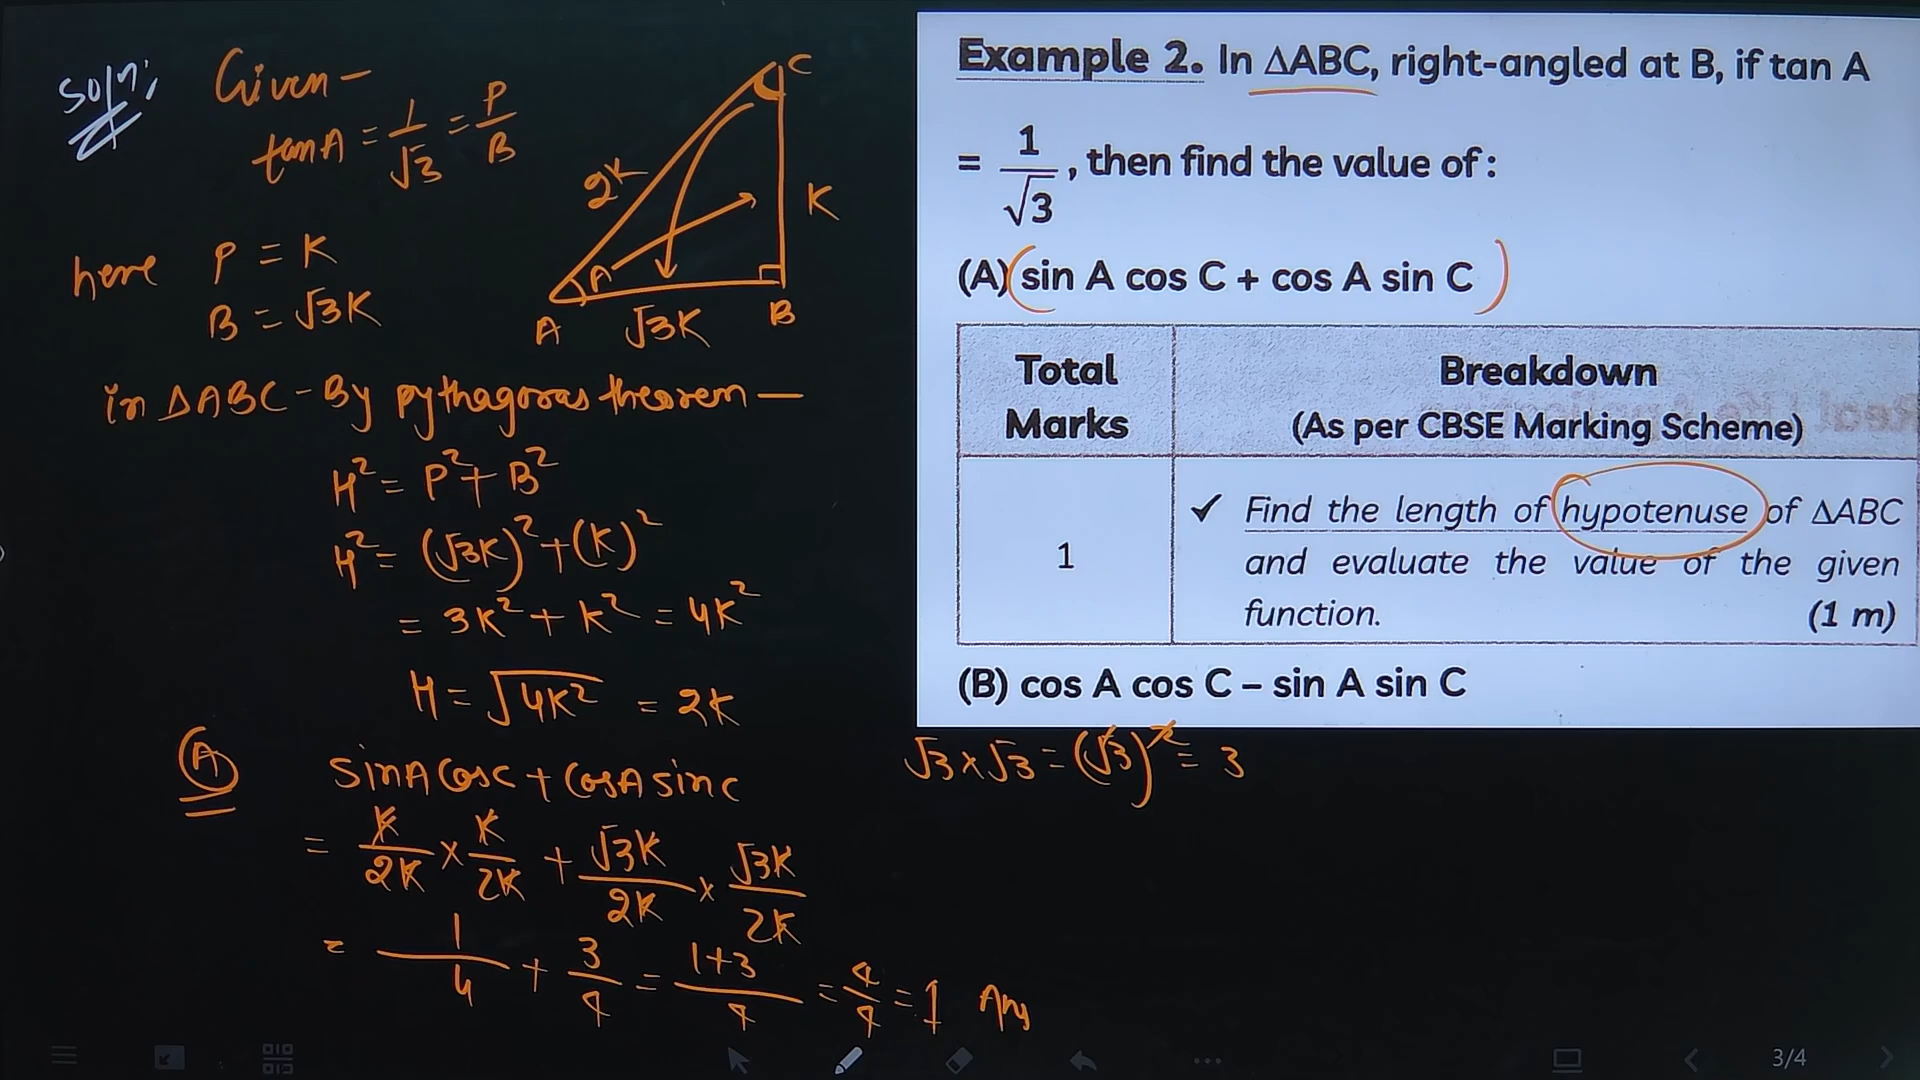 Soln;
Given -
tan A = 1/√3 = P/B
here P = K
B = √3K
C
2K
K
A
A
√3K
B
in ΔABC - By pythagoras theorem -
H² = P² + B²
H² = (√3K)² + (K)²
= 3K² + K² = 4K²
H = √4K² = 2K
(A) sinA cosC + cosA sinC
= K/2K × K/2K + √3K/2K × √3K/2K
= 1/4 + 3/4 = 1+3/4 = 4/4 = 1 Ans
Example 2. In ΔABC, right-angled at B, if tan A
= 1/√3, then find the value of :
(A) sin A cos C + cos A sin C
Total Marks
Breakdown
(As per CBSE Marking Scheme)
1
✓ Find the length of hypotenuse of ΔABC
and evaluate the value of the given
function. (1 m)
(B) cos A cos C – sin A sin C
√3 × √3 = (√3)² = 3
3/4